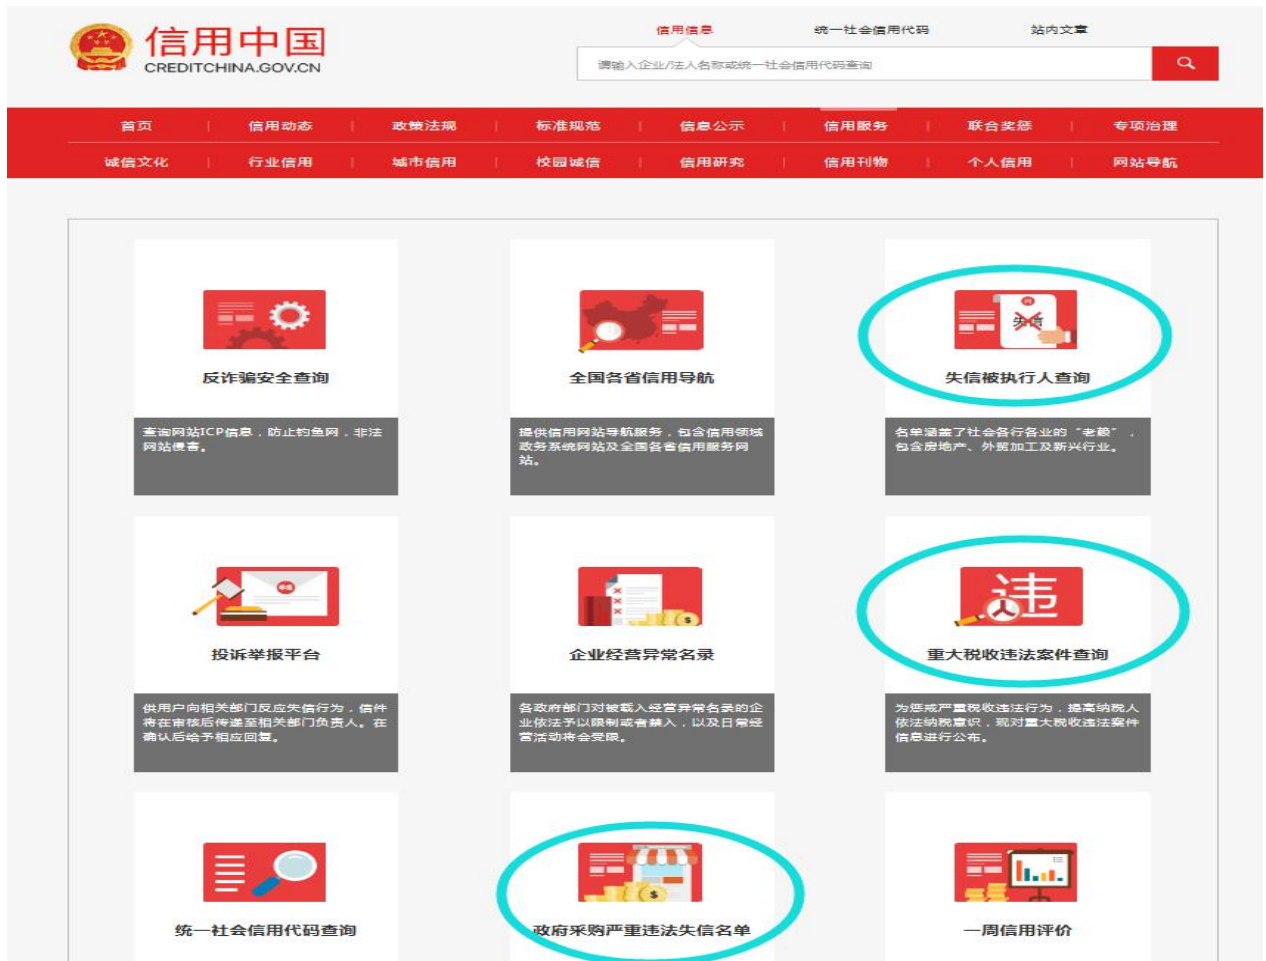 信用中国
CREDITCHINA.GOV.CN
信用信息 统一社会信用代码 站内文章
请输入企业/法人名称或统一社会信用代码查询
首页 信用动态 政策法规 标准规范 信息公示 信用服务 联合奖惩 专项治理
诚信文化 行业信用 城市信用 校园诚信 信用研究 信用刊物 个人信用 网站导航
失信
反诈骗安全查询
全国各省信用导航
失信被执行人查询
查询网站ICP信息，防止钓鱼网，非法
网站侵害。
提供信用网站导航服务，包含信用领域
政务系统网站及全国各省信用服务网
站。
名单涵盖了社会各行各业的“老赖”，
包含房地产、外贸加工及新兴行业。
违
人
投诉举报平台
企业经营异常名录
重大税收违法案件查询
供用户向相关部门反应失信行为，信件
将在审核后传递至相关部门负责人。在
确认后给予相应回复。
各政府部门对被载入经营异常名录的企
业依法予以限制或者禁入，以及日常经
营活动将会受限。
为惩戒严重税收违法行为，提高纳税人
依法纳税意识，现对重大税收违法案件
信息进行公布。
统一社会信用代码查询
政府采购严重违法失信名单
一周信用评价